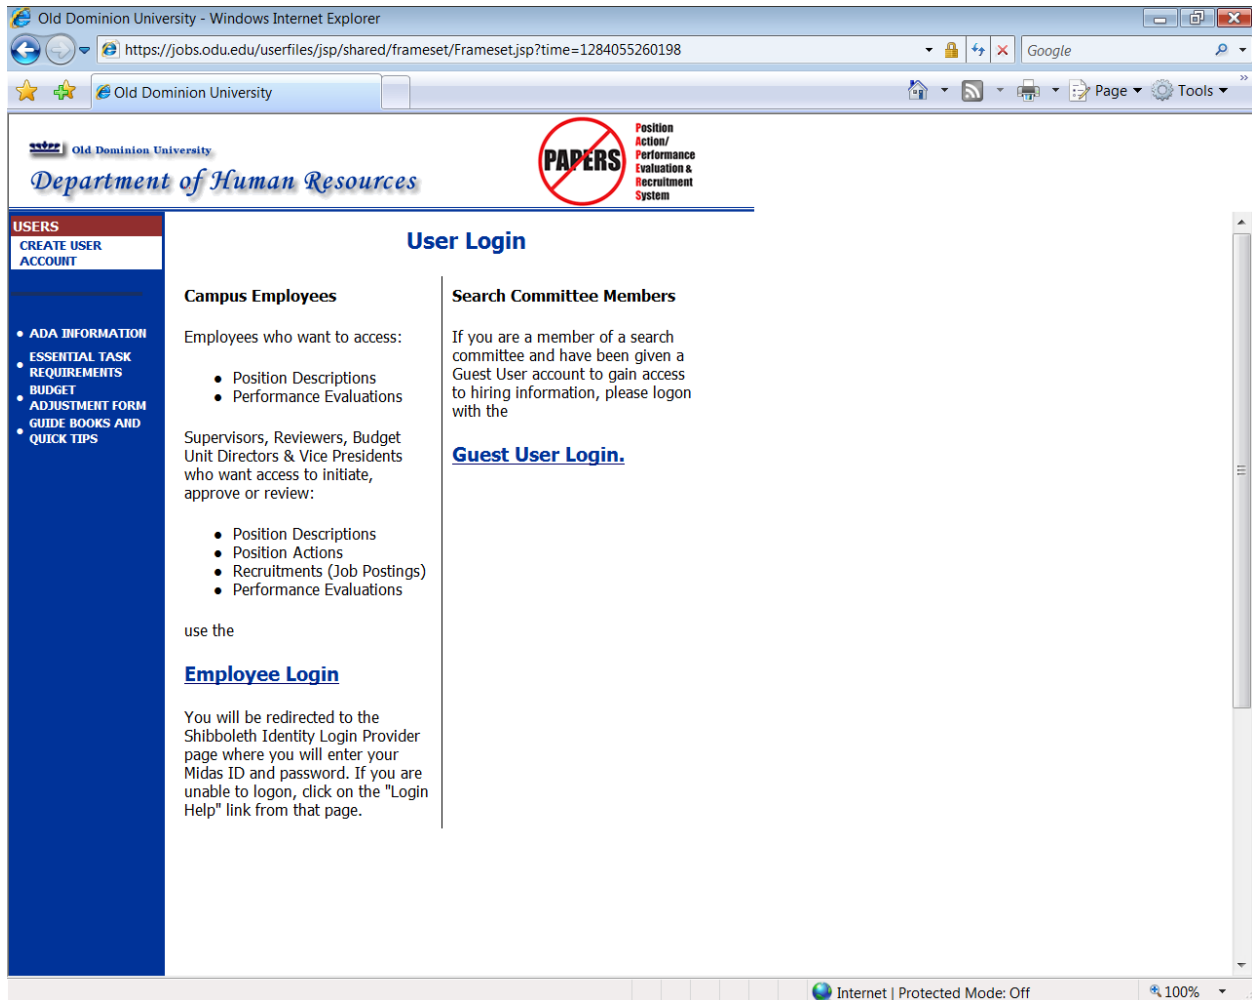 Old Dominion University - Windows Internet Explorer
https://jobs.odu.edu/userfiles/jsp/shared/frameset/Frameset.jsp?time=1284055260198
Google
Old Dominion University
Page
Tools
Old Dominion University
Department of Human Resources
PAPERS
Position
Action/
Performance
Evaluation &
Recruitment
System
USERS
CREATE USER
ACCOUNT
• ADA INFORMATION
• ESSENTIAL TASK
REQUIREMENTS
• BUDGET
ADJUSTMENT FORM
• GUIDE BOOKS AND
QUICK TIPS
User Login
Campus Employees
Employees who want to access:
• Position Descriptions
• Performance Evaluations
Supervisors, Reviewers, Budget
Unit Directors & Vice Presidents
who want access to initiate,
approve or review:
• Position Descriptions
• Position Actions
• Recruitments (Job Postings)
• Performance Evaluations
use the
Employee Login
You will be redirected to the
Shibboleth Identity Login Provider
page where you will enter your
Midas ID and password. If you are
unable to logon, click on the "Login
Help" link from that page.
Search Committee Members
If you are a member of a search
committee and have been given a
Guest User account to gain access
to hiring information, please logon
with the
Guest User Login.
Internet | Protected Mode: Off
100%